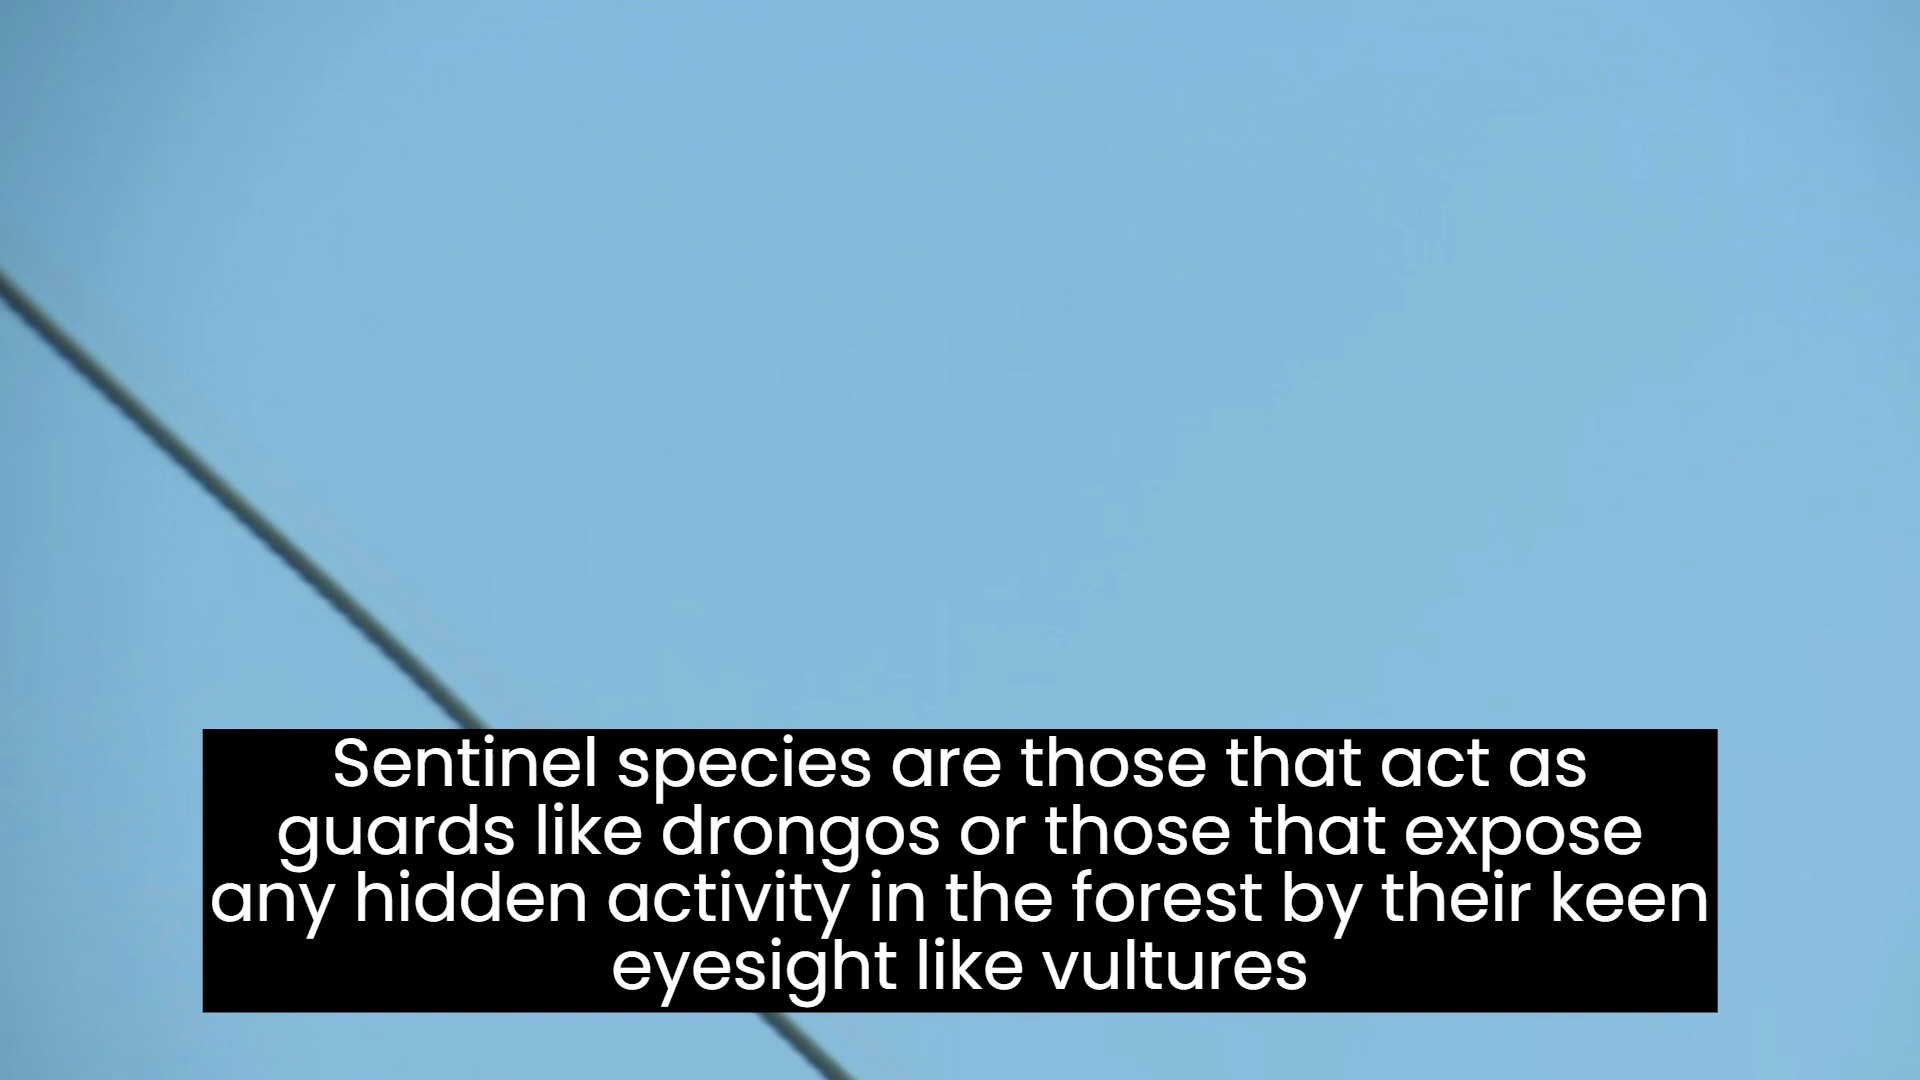 Sentinel species are those that act as
guards like drongos or those that expose
any hidden activity in the forest by their keen
eyesight like vultures